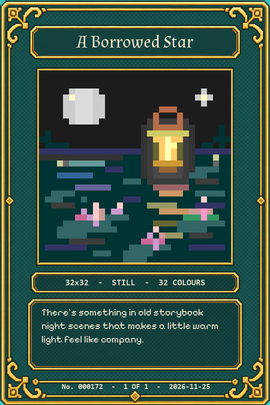 A Borrowed Star
32x32 - STILL - 32 COLOURS
There's something in old storybook
night scenes that makes a little warm
light feel like company.
No. 000172 - 1 OF 1 - 2026-11-25